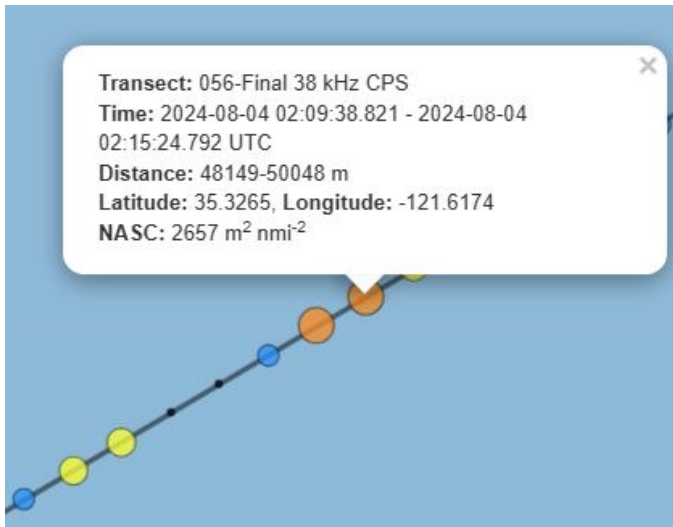 Transect: 056-Final 38 kHz CPS
Time: 2024-08-04 02:09:38.821 - 2024-08-04
02:15:24.792 UTC
Distance: 48149-50048 m
Latitude: 35.3265, Longitude: -121.6174
NASC: 2657 m² nmi⁻²
×